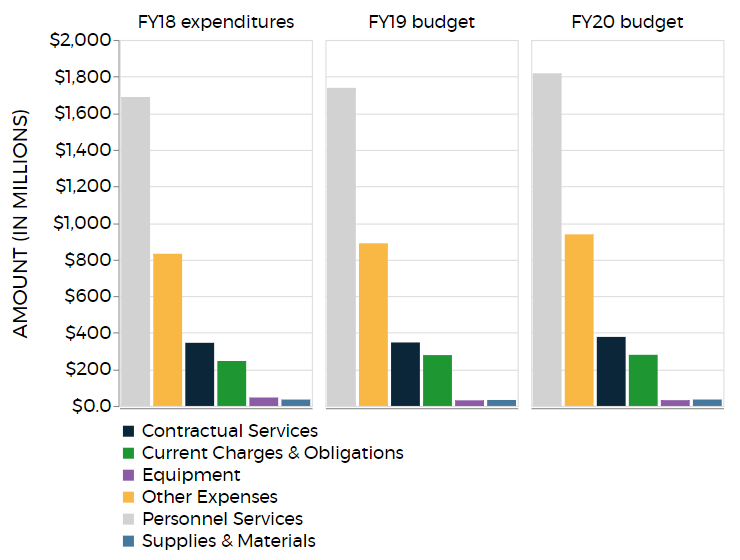 FY18 expenditures
FY19 budget
FY20 budget
AMOUNT (IN MILLIONS)
$2,000
$1,800
$1,600
$1,400
$1,200
$1,000
$800
$600
$400
$200
$0.0
Contractual Services
Current Charges & Obligations
Equipment
Other Expenses
Personnel Services
Supplies & Materials